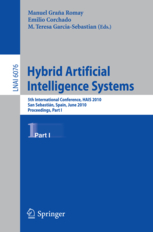 Manuel Graña Romay
Emilio Corchado
M. Teresa Garcia-Sebastian (Eds.)
LNAI 6076
Hybrid Artificial
Intelligence Systems
5th International Conference, HAIS 2010
San Sebastián, Spain, June 2010
Proceedings, Part I
1
Part I
Springer